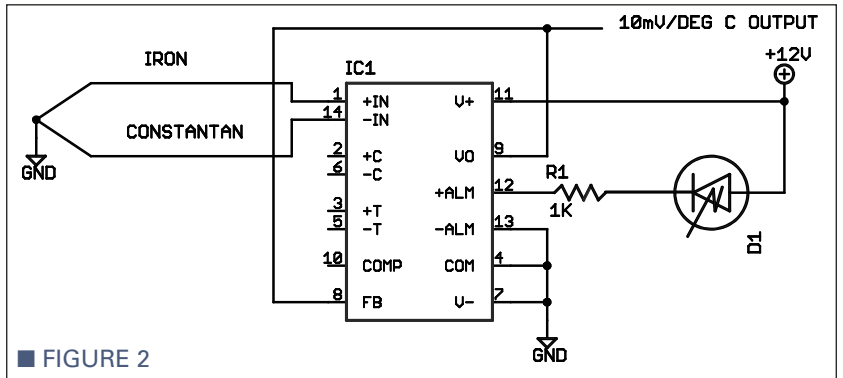 10mV/DEG C OUTPUT
+12V
IRON
IC1
1 +IN V+ 11
14 -IN
CONSTANTAN
2 +C VO 9
6 -C
GND
R1
+ALM 12
3 +T
1K
5 -T -ALM 13
D1
10 COMP COM 4
8 FB V- 7
GND
■ FIGURE 2